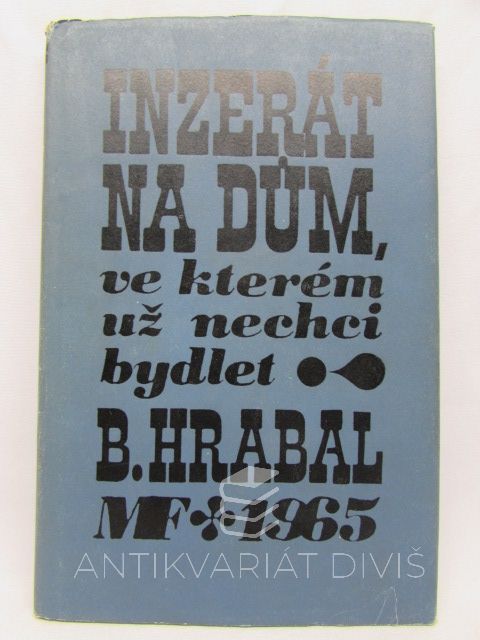 INZERÁT
NA DŮM,
ve kterém
už nechci
bydlet
B. HRABAL
MF 1965
ANTIKVARIÁT DIVIŠ